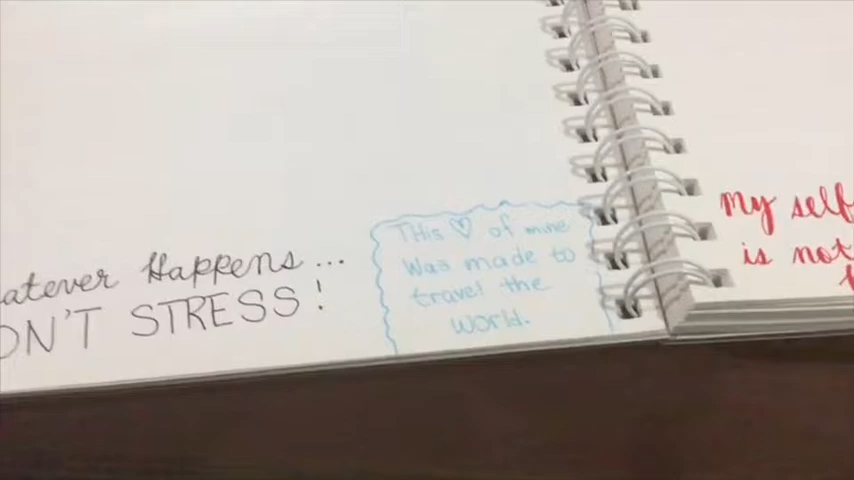 atever Happens...
ON'T STRESS!
THis ♡ of mine
was made to
travel the
world.
My self
is not